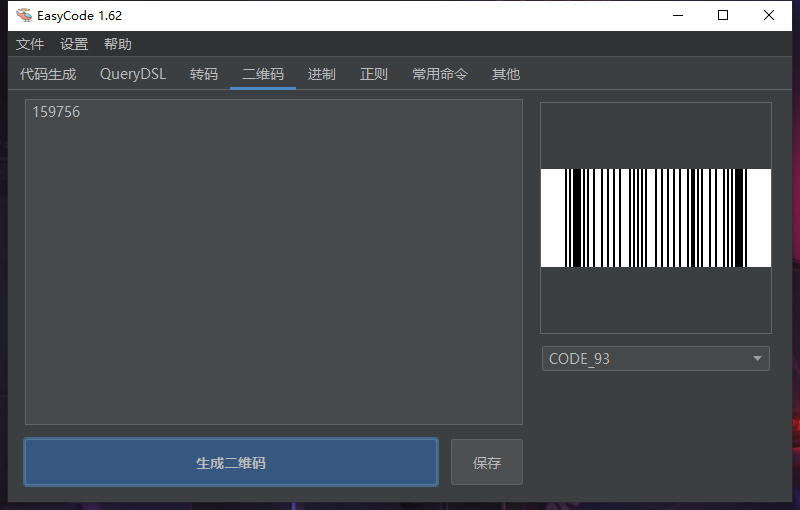 EasyCode 1.62
文件 设置 帮助
代码生成 QueryDSL 转码 二维码 进制 正则 常用命令 其他
159756
CODE_93
生成二维码 保存